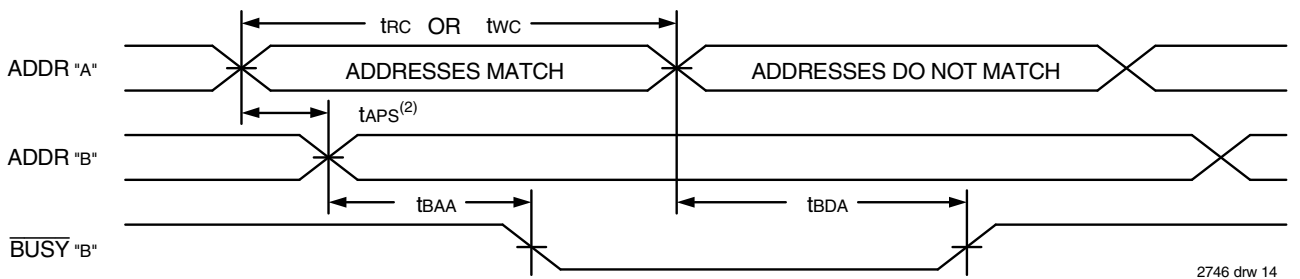 tRC OR tWC
ADDR "A"
ADDRESSES MATCH
ADDRESSES DO NOT MATCH
tAPS(2)
ADDR "B"
tBAA
tBDA
BUSY "B"
2746 drw 14